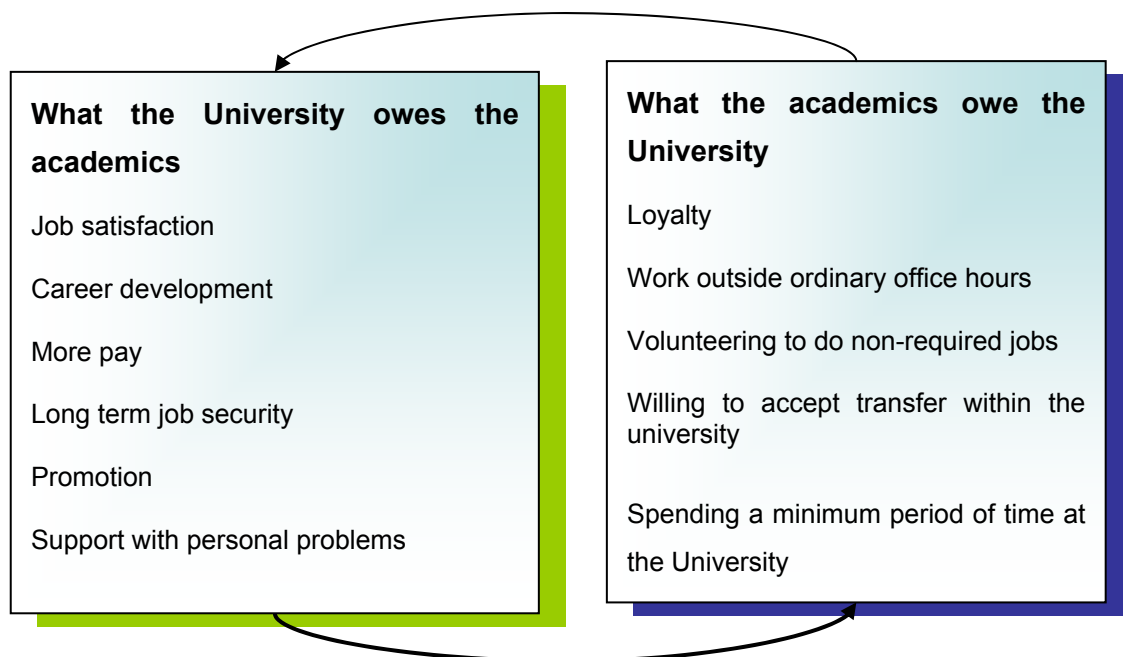 What the University owes the
academics
Job satisfaction
Career development
More pay
Long term job security
Promotion
Support with personal problems
What the academics owe the
University
Loyalty
Work outside ordinary office hours
Volunteering to do non-required jobs
Willing to accept transfer within the
university
Spending a minimum period of time at
the University